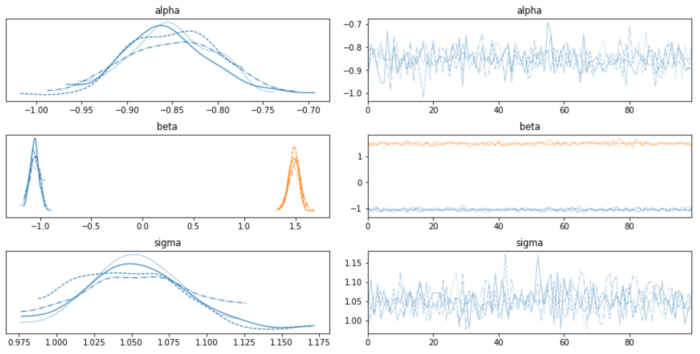 alpha
−1.00 −0.95 −0.90 −0.85 −0.80 −0.75 −0.70
alpha
−0.7
−0.8
−0.9
−1.0
0 20 40 60 80
beta
−1.0 −0.5 0.0 0.5 1.0 1.5
beta
1
0
−1
0 20 40 60 80
sigma
0.975 1.000 1.025 1.050 1.075 1.100 1.125 1.150 1.175
sigma
1.15
1.10
1.05
1.00
0 20 40 60 80